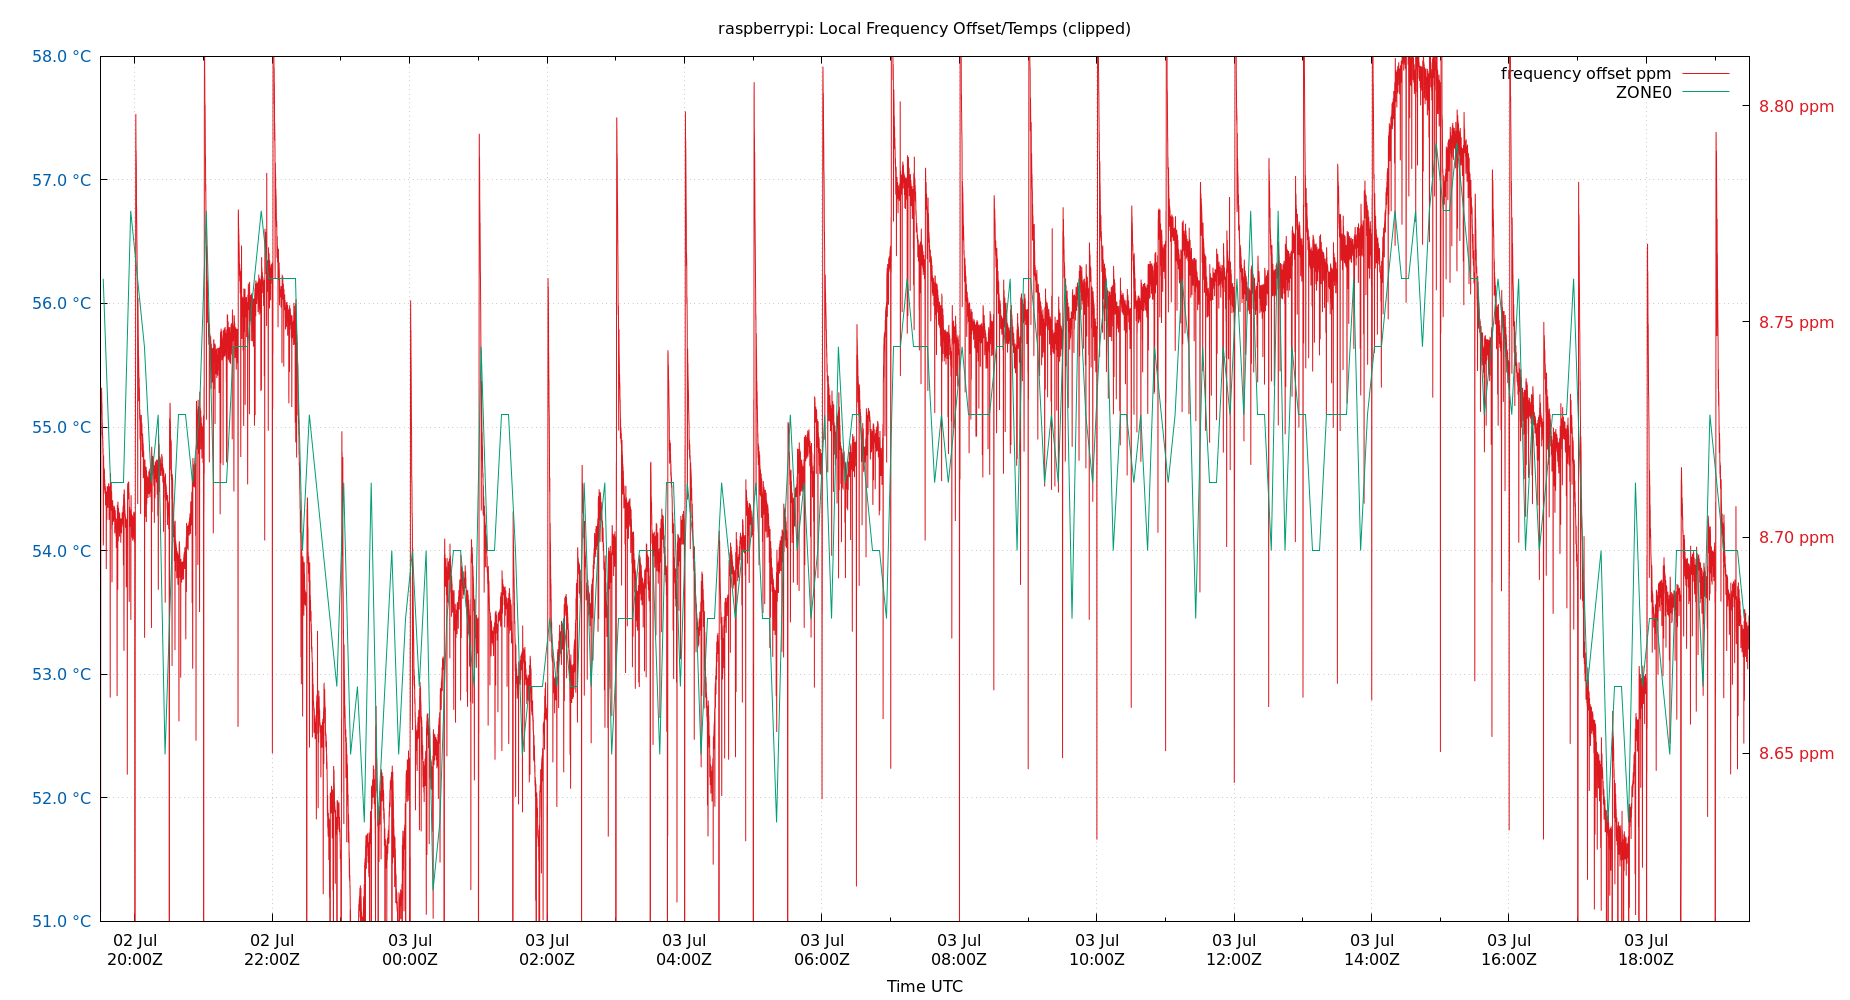 raspberrypi: Local Frequency Offset/Temps (clipped)
58.0 °C
57.0 °C
56.0 °C
55.0 °C
54.0 °C
53.0 °C
52.0 °C
51.0 °C
frequency offset ppm
ZONE0
8.80 ppm
8.75 ppm
8.70 ppm
8.65 ppm
02 Jul 02 Jul 03 Jul 03 Jul 03 Jul 03 Jul 03 Jul 03 Jul 03 Jul 03 Jul 03 Jul 03 Jul
20:00Z 22:00Z 00:00Z 02:00Z 04:00Z 06:00Z 08:00Z 10:00Z 12:00Z 14:00Z 16:00Z 18:00Z
Time UTC